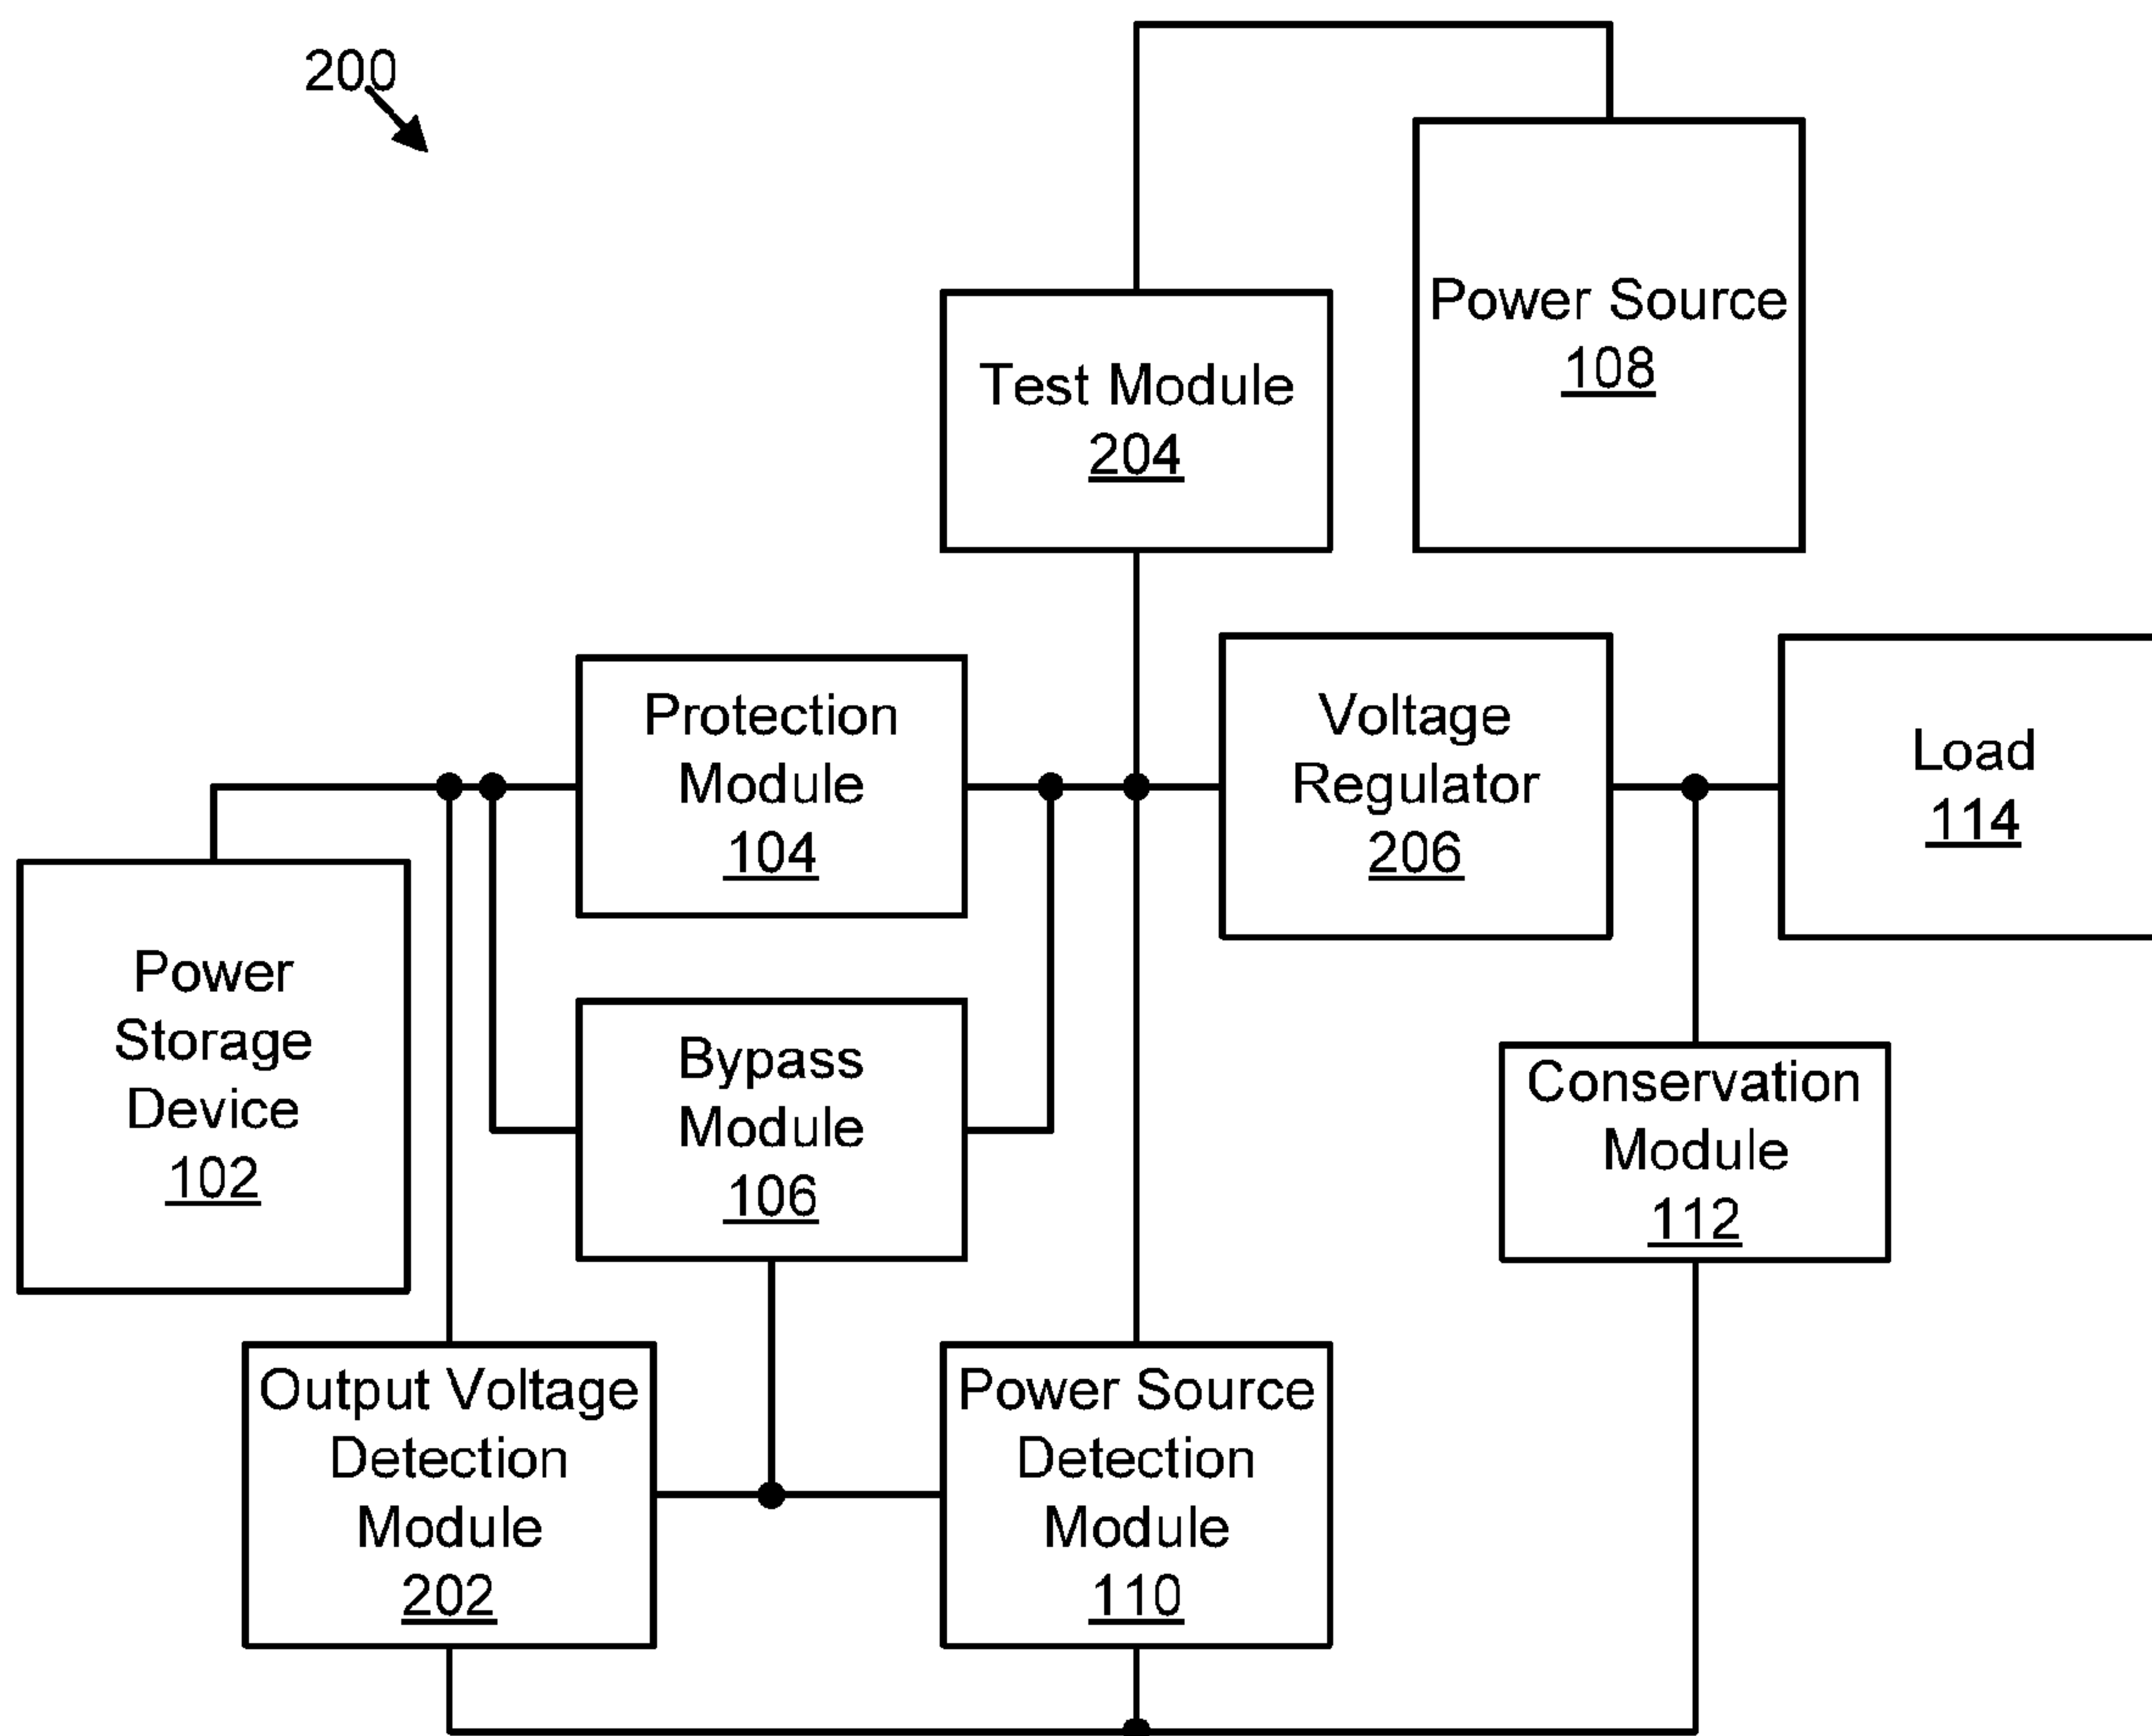 200
Power Source
108
Test Module
204
Protection
Module
104
Voltage
Regulator
206
Load
114
Power
Storage
Device
102
Bypass
Module
106
Conservation
Module
112
Output Voltage
Detection
Module
202
Power Source
Detection
Module
110